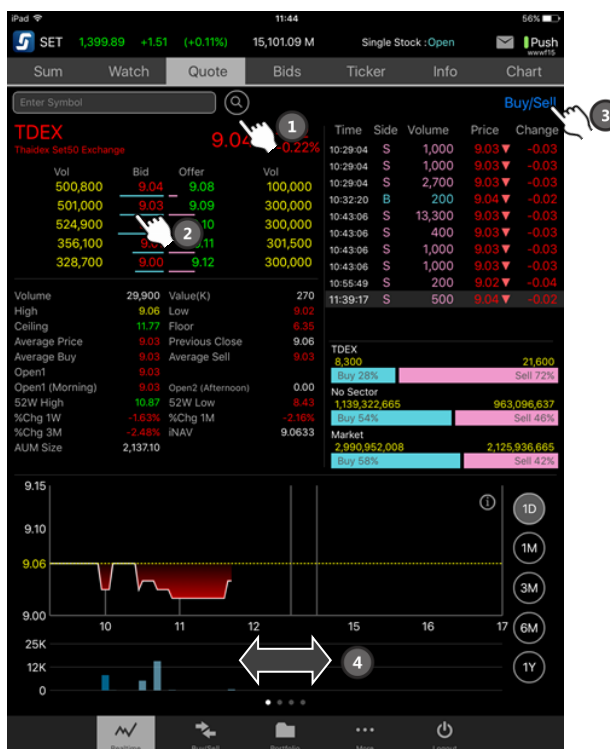 iPad 11:44 56%
SET 1,399.89 +1.51 (+0.11%) 15,101.09 M Single Stock :Open Push
wwwf15
Sum Watch Quote Bids Ticker Info Chart
Enter Symbol Buy/Sell
1
3
TDEX 9.04
Thaidex Set50 Exchange -0.22%
Vol Bid Offer Vol
500,800 9.04 9.08 100,000
501,000 9.03 9.09 300,000
524,900 .10 300,000
2
356,100 9.0 .11 301,500
328,700 9.00 9.12 300,000
Time Side Volume Price Change
10:29:04 S 1,000 9.03▼ -0.03
10:29:04 S 1,000 9.03▼ -0.03
10:29:04 S 2,700 9.03▼ -0.03
10:32:20 B 200 9.04▼ -0.02
10:43:06 S 13,300 9.03▼ -0.03
10:43:06 S 400 9.03▼ -0.03
10:43:06 S 1,000 9.03▼ -0.03
10:43:06 S 1,000 9.03▼ -0.03
10:55:49 S 200 9.02▼ -0.04
11:39:17 S 500 9.04▼ -0.02
Volume 29,900 Value(K) 270
High 9.06 Low 9.02
Ceiling 11.77 Floor 6.35
Average Price 9.03 Previous Close 9.06
Average Buy 9.03 Average Sell 9.03
Open1 9.03
Open1 (Morning) 9.03 Open2 (Afternoon) 0.00
52W High 10.87 52W Low 8.43
%Chg 1W -1.63% %Chg 1M -2.16%
%Chg 3M -2.48% iNAV 9.0633
AUM Size 2,137.10
TDEX
8,300 21,600
Buy 28% Sell 72%
No Sector
1,139,322,665 963,096,637
Buy 54% Sell 46%
Market
2,990,952,008 2,125,936,665
Buy 58% Sell 42%
9.15
9.10
9.06
9.00
10 11 12 15 16 17
25K
12K
0
1D
1M
3M
6M
1Y
4
Realtime Buy/Sell Portfolio More Logout